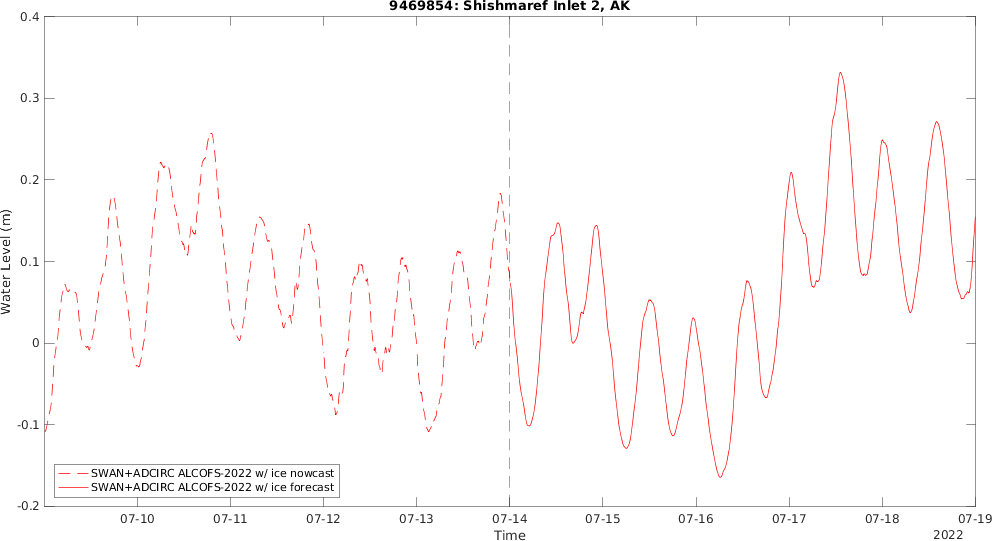 9469854: Shishmaref Inlet 2, AK
0.4
0.3
0.2
0.1
0
-0.1
-0.2
Water Level (m)
SWAN+ADCIRC ALCOFS-2022 w/ ice nowcast
SWAN+ADCIRC ALCOFS-2022 w/ ice forecast
07-10 07-11 07-12 07-13 07-14 07-15 07-16 07-17 07-18 07-19
Time
2022